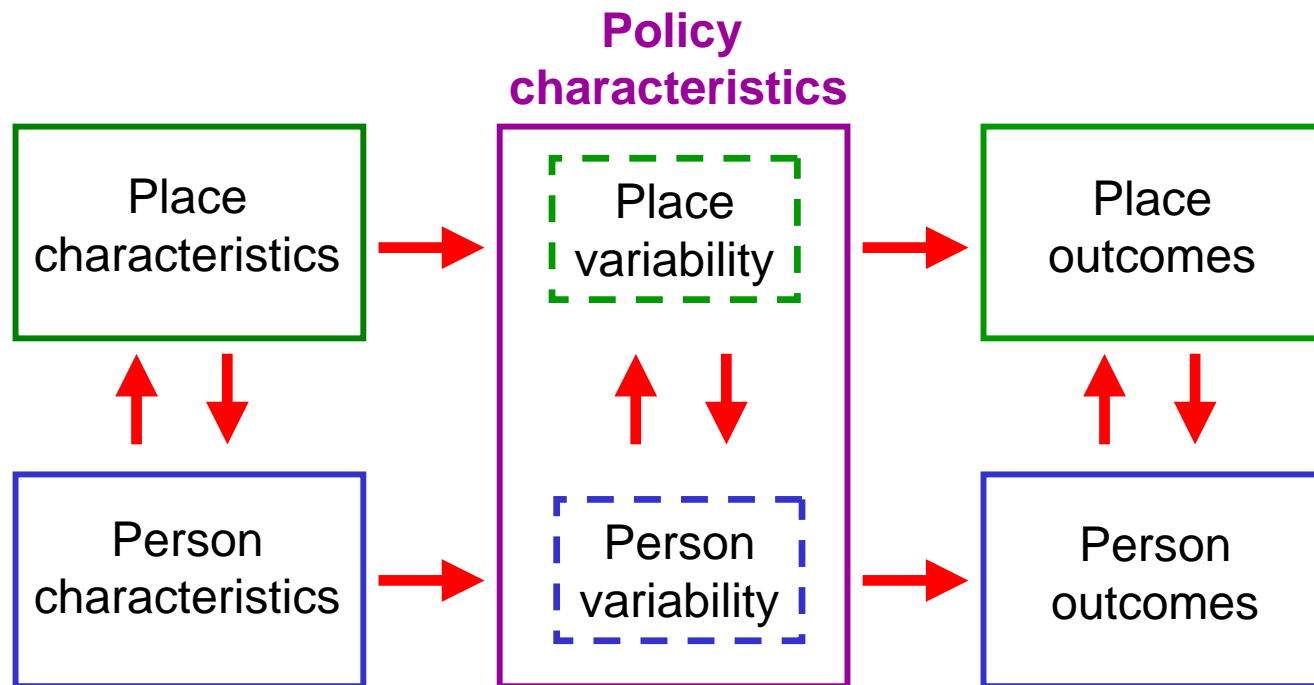 Policy
characteristics
Place
characteristics
Place
variability
Place
outcomes
Person
characteristics
Person
variability
Person
outcomes